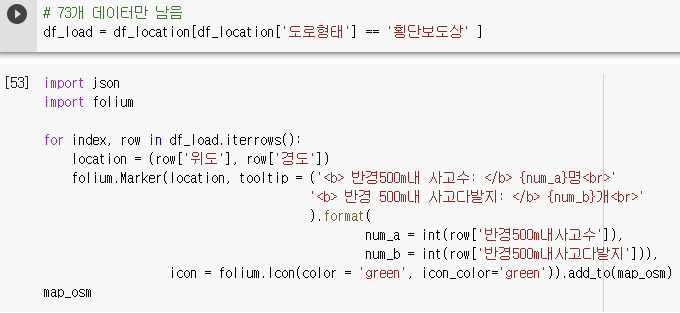 # 73개 데이터만 남음
df_load = df_location[df_location['도로형태'] == '횡단보도상' ]
[53] import json
import folium
for index, row in df_load.iterrows():
location = (row['위도'], row['경도'])
folium.Marker(location, tooltip = ('<b> 반경500m내 사고수: </b> {num_a}명<br>'
'<b> 반경 500m내 사고다발지: </b> {num_b}개<br>'
).format(
num_a = int(row['반경500m내사고수']),
num_b = int(row['반경500m내사고다발지'])),
icon = folium.Icon(color = 'green', icon_color='green')).add_to(map_osm)
map_osm